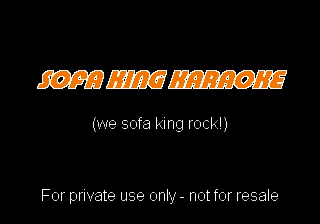 SOFA KING KARAOKE
(we sofa king rock!)
For private use only - not for resale